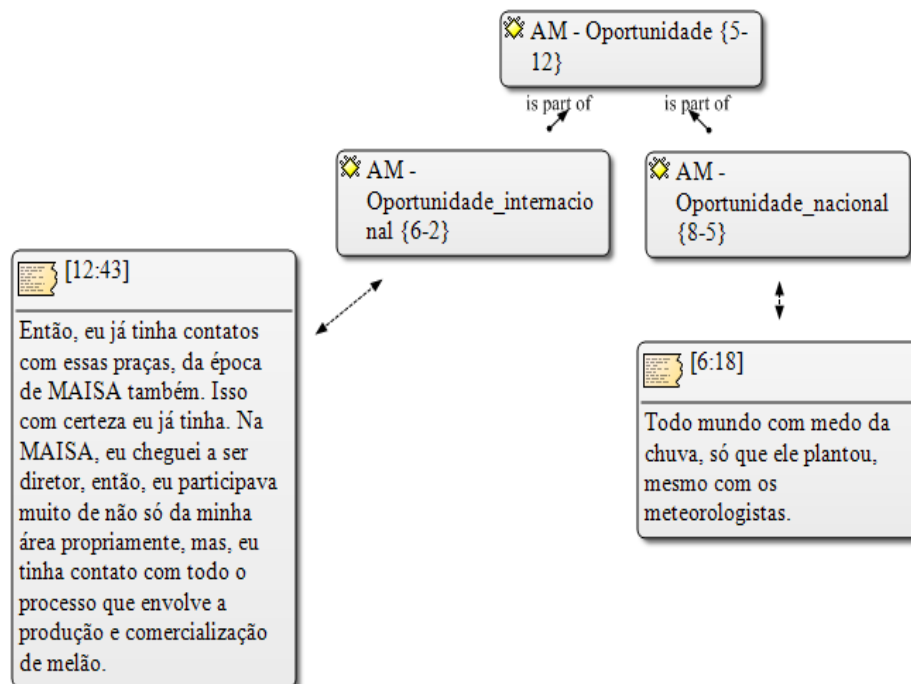 AM - Oportunidade {5-
12}
is part of
is part of
AM -
Oportunidade_internacio
nal {6-2}
AM -
Oportunidade_nacional
{8-5}
[12:43]
Então, eu já tinha contatos
com essas praças, da época
de MAISA também. Isso
com certeza eu já tinha. Na
MAISA, eu cheguei a ser
diretor, então, eu participava
muito de não só da minha
área propriamente, mas, eu
tinha contato com todo o
processo que envolve a
produção e comercialização
de melão.
[6:18]
Todo mundo com medo da
chuva, só que ele plantou,
mesmo com os
meteorologistas.